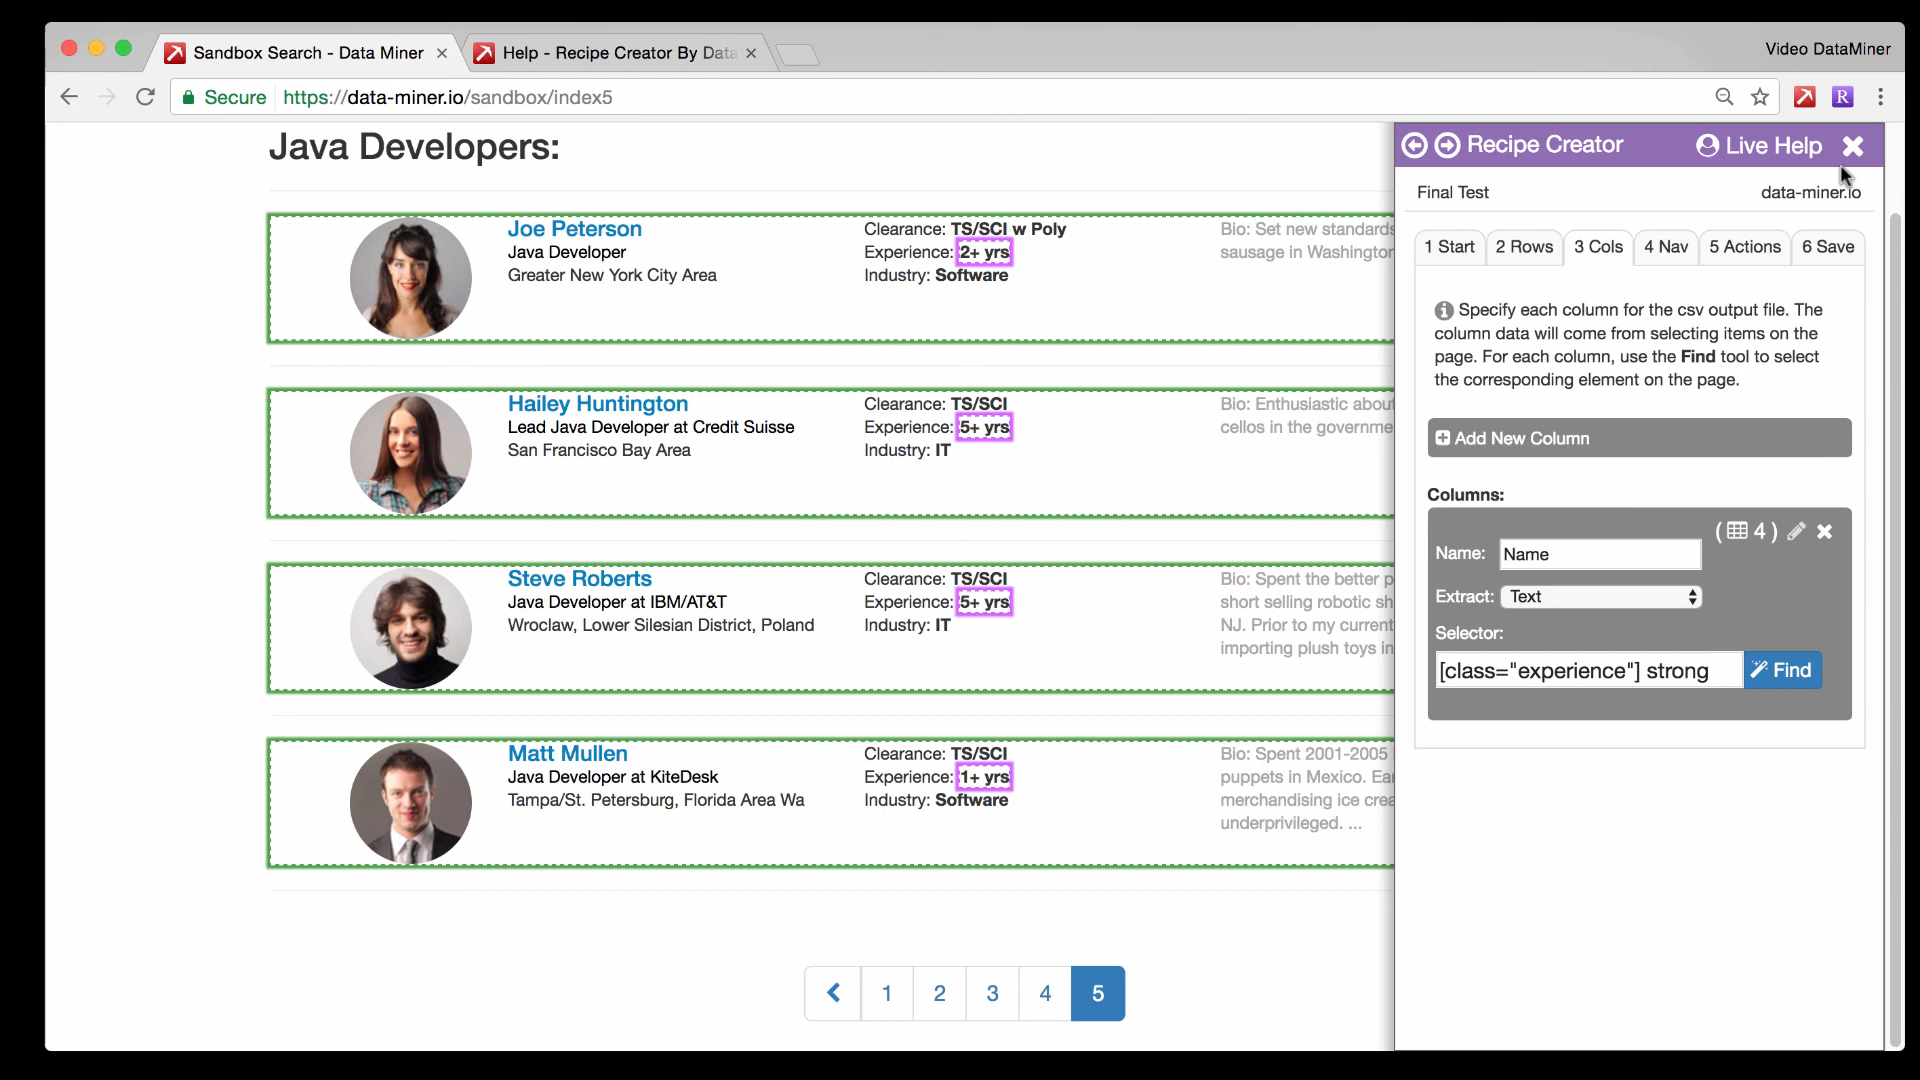 Sandbox Search - Data Miner
Help - Recipe Creator By Data
Video DataMiner
Secure
https://data-miner.io/sandbox/index5
R
Java Developers:
Joe Peterson
Java Developer
Greater New York City Area
Clearance: TS/SCI w Poly
Experience: 2+ yrs
Industry: Software
Bio: Set new standards
sausage in Washington
Hailey Huntington
Lead Java Developer at Credit Suisse
San Francisco Bay Area
Clearance: TS/SCI
Experience: 5+ yrs
Industry: IT
Bio: Enthusiastic about
cellos in the governme
Steve Roberts
Java Developer at IBM/AT&T
Wroclaw, Lower Silesian District, Poland
Clearance: TS/SCI
Experience: 5+ yrs
Industry: IT
Bio: Spent the better p
short selling robotic sh
NJ. Prior to my current
importing plush toys in
Matt Mullen
Java Developer at KiteDesk
Tampa/St. Petersburg, Florida Area Wa
Clearance: TS/SCI
Experience: 1+ yrs
Industry: Software
Bio: Spent 2001-2005
puppets in Mexico. Ear
merchandising ice crea
underprivileged. ...
1 2 3 4 5
Recipe Creator
Live Help
Final Test
data-miner.io
1 Start
2 Rows
3 Cols
4 Nav
5 Actions
6 Save
Specify each column for the csv output file. The
column data will come from selecting items on the
page. For each column, use the Find tool to select
the corresponding element on the page.
Add New Column
Columns:
( 4 )
Name: Name
Extract: Text
Selector:
[class="experience"] strong
Find